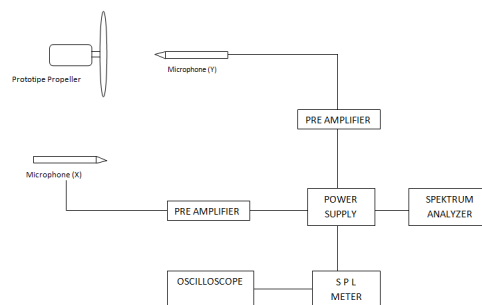 Microphone (Y)
Prototipe Propeller
PRE AMPLIFIER
Microphone (X)
PRE AMPLIFIER
POWER
SUPPLY
SPEKTRUM
ANALYZER
OSCILLOSCOPE
S P L
METER